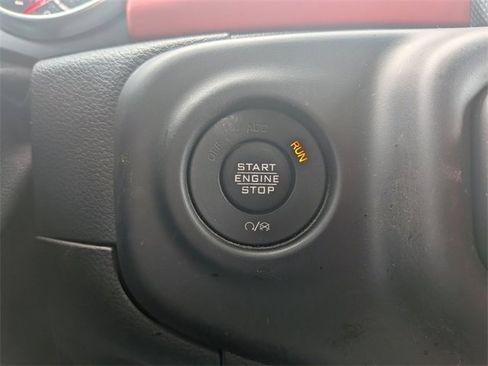 OFF
ACC
RUN
START
ENGINE
STOP